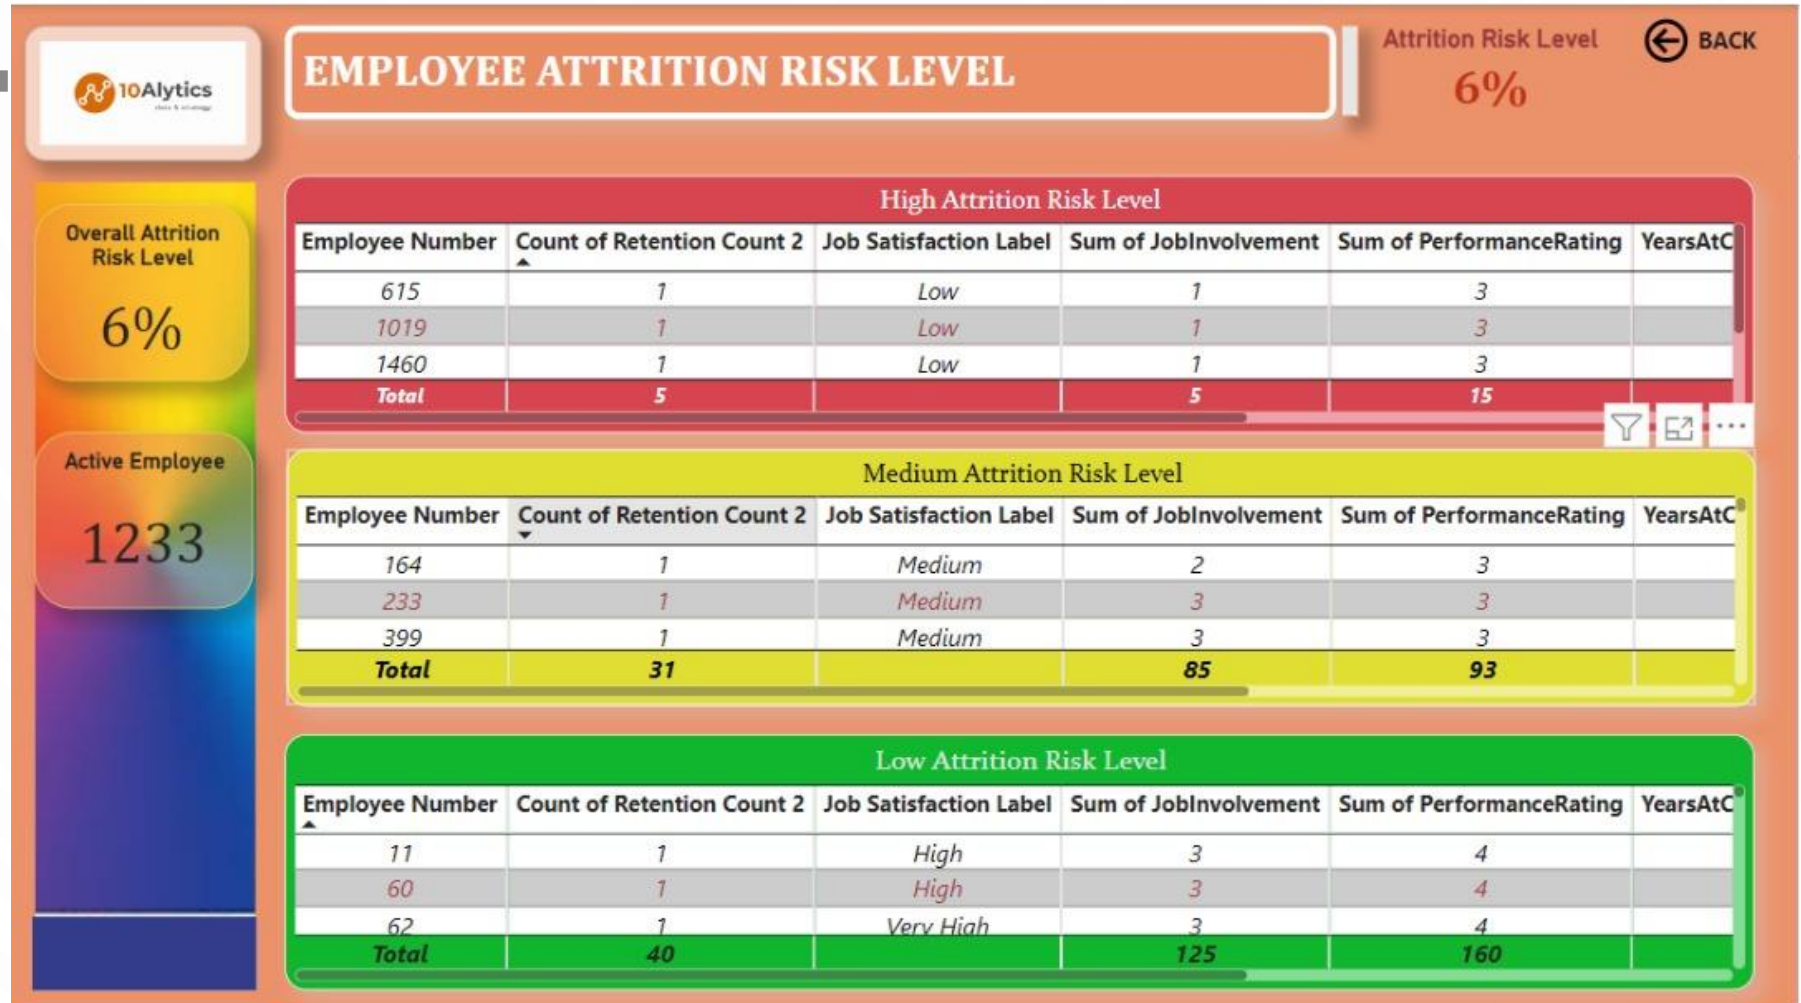 10Alytics
EMPLOYEE ATTRITION RISK LEVEL
Attrition Risk Level
6%
BACK
Overall Attrition
Risk Level
6%
Active Employee
1233
High Attrition Risk Level
Employee Number Count of Retention Count 2 Job Satisfaction Label Sum of JobInvolvement Sum of PerformanceRating YearsAtC
615 1 Low 1 3
1019 1 Low 1 3
1460 1 Low 1 3
Total 5 5 15
Medium Attrition Risk Level
Employee Number Count of Retention Count 2 Job Satisfaction Label Sum of JobInvolvement Sum of PerformanceRating YearsAtC
164 1 Medium 2 3
233 1 Medium 3 3
399 1 Medium 3 3
Total 31 85 93
Low Attrition Risk Level
Employee Number Count of Retention Count 2 Job Satisfaction Label Sum of JobInvolvement Sum of PerformanceRating YearsAtC
11 1 High 3 4
60 1 High 3 4
62 1 Very High 3 4
Total 40 125 160